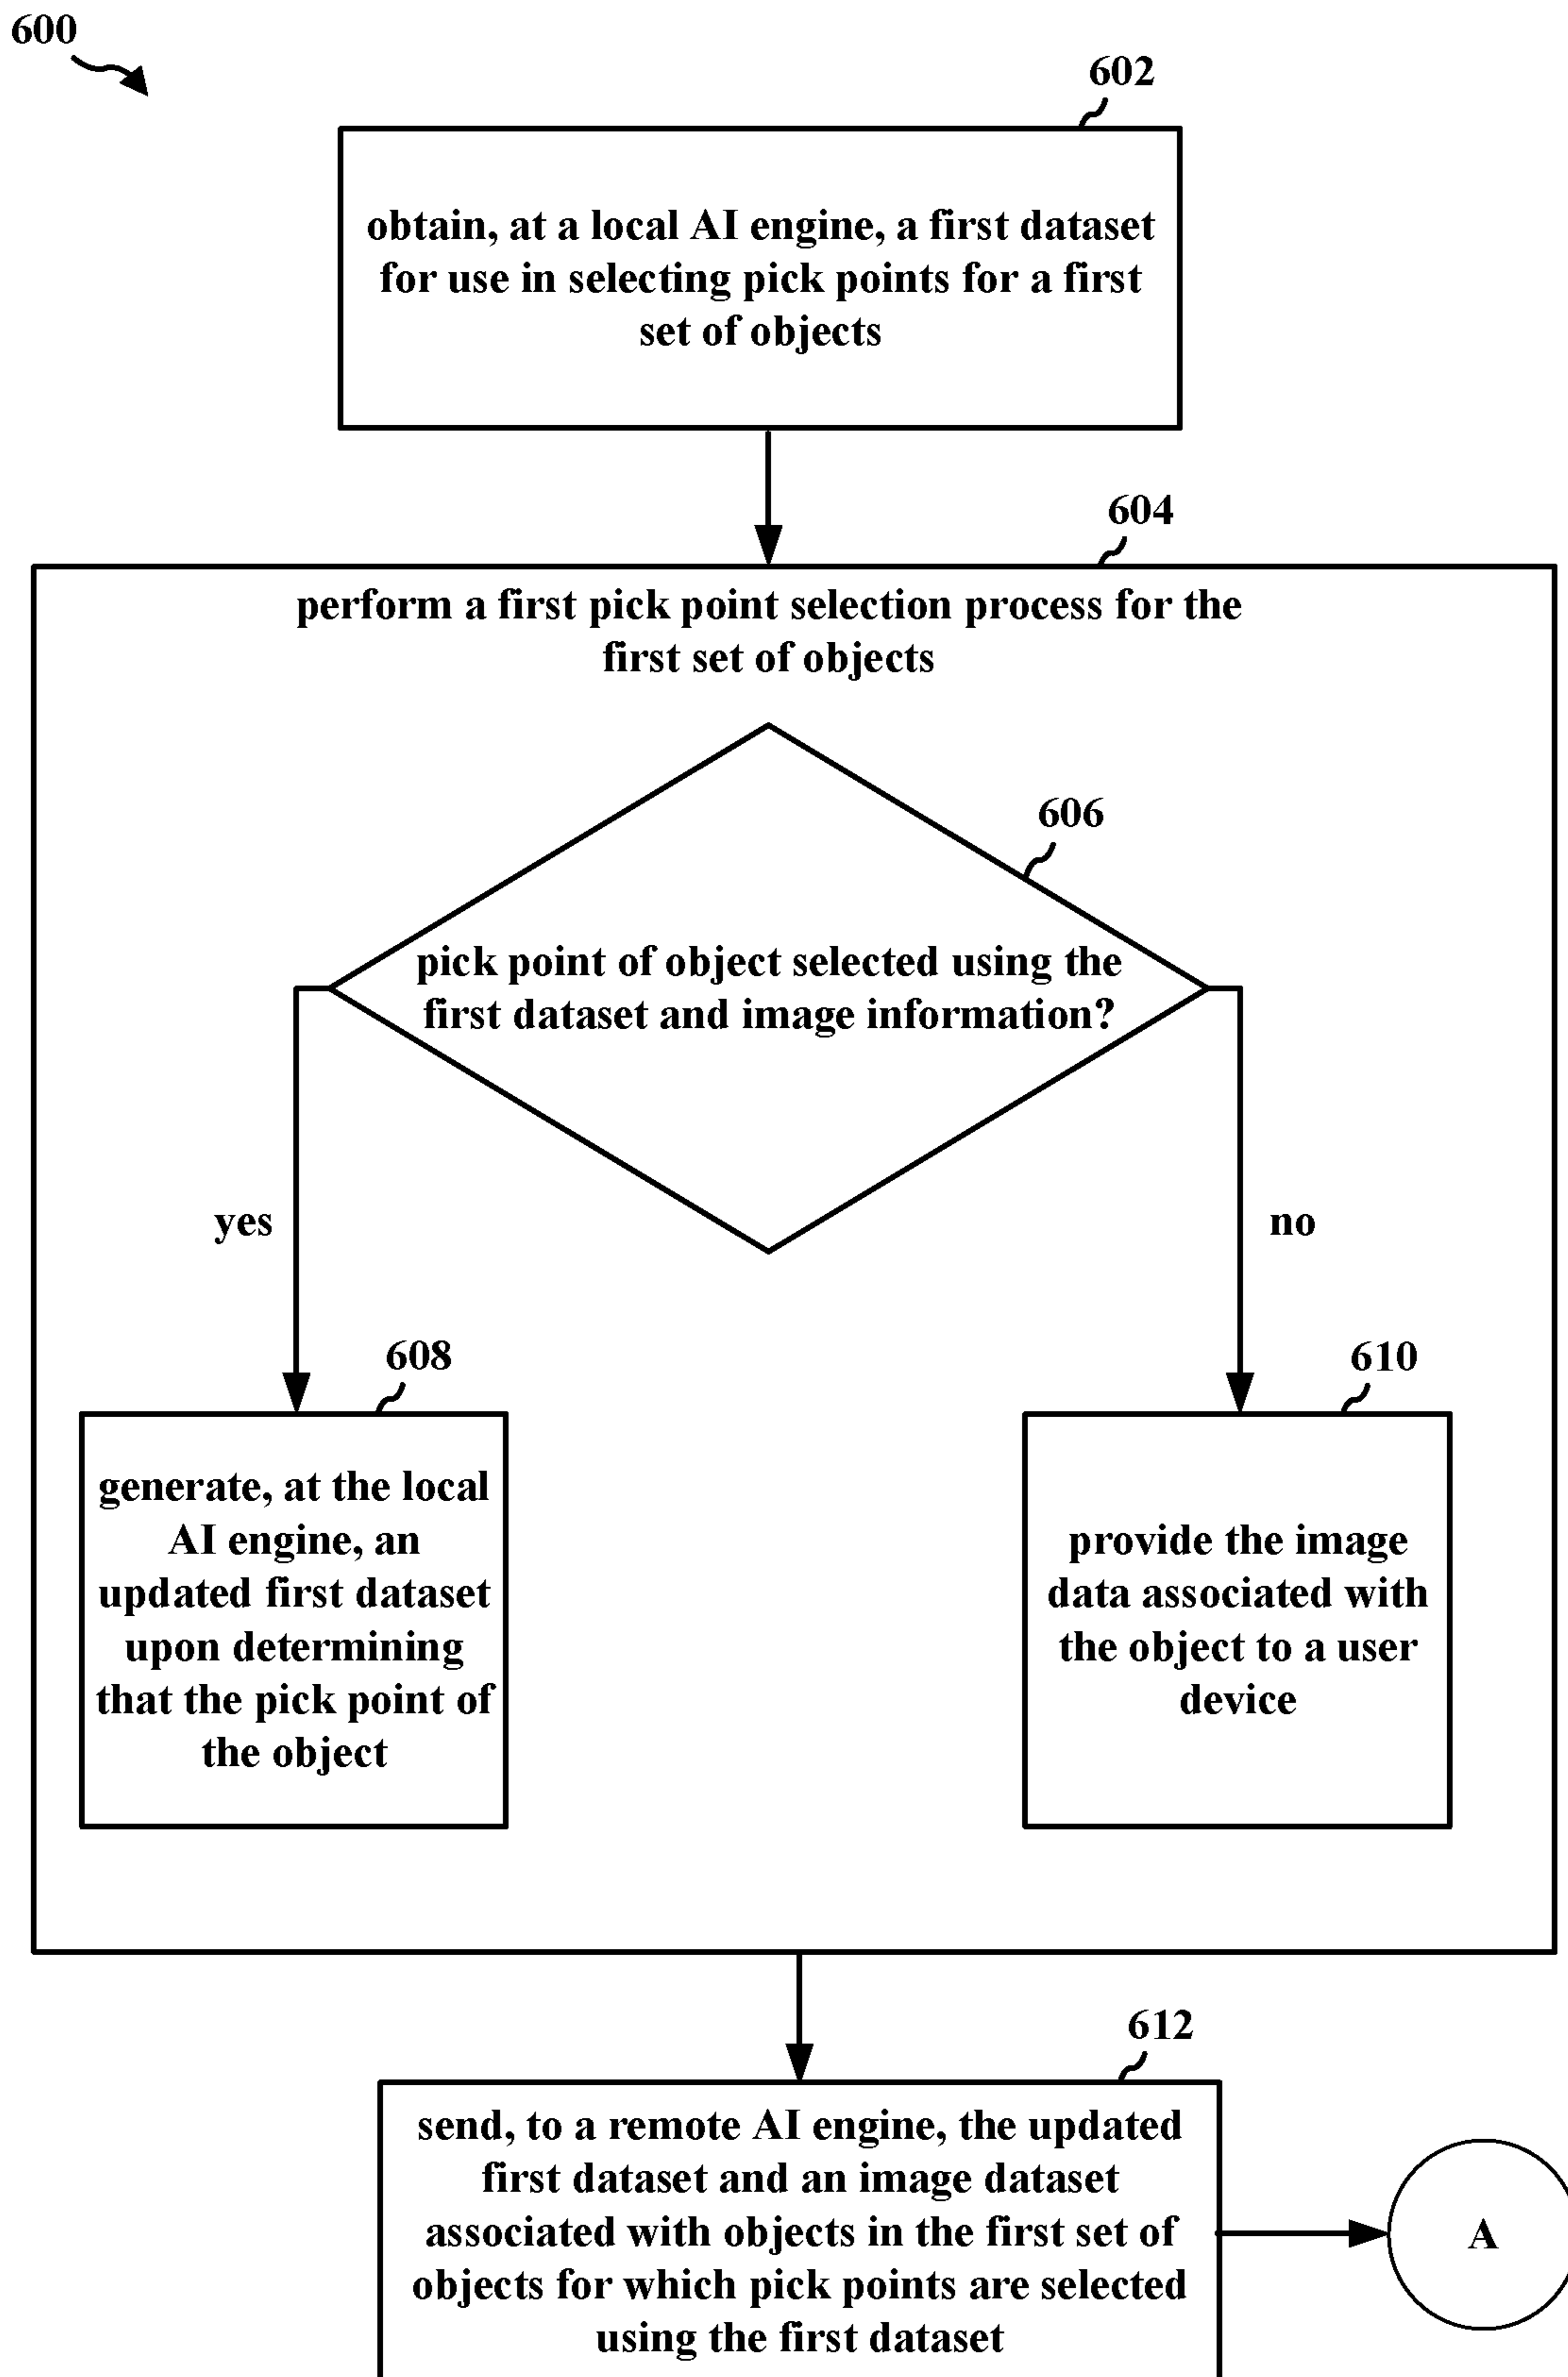 600
602
obtain, at a local AI engine, a first dataset
for use in selecting pick points for a first
set of objects
604
perform a first pick point selection process for the
first set of objects
606
pick point of object selected using the
first dataset and image information?
yes
no
608
generate, at the local
AI engine, an
updated first dataset
upon determining
that the pick point of
the object
610
provide the image
data associated with
the object to a user
device
612
send, to a remote AI engine, the updated
first dataset and an image dataset
associated with objects in the first set of
objects for which pick points are selected
using the first dataset
A